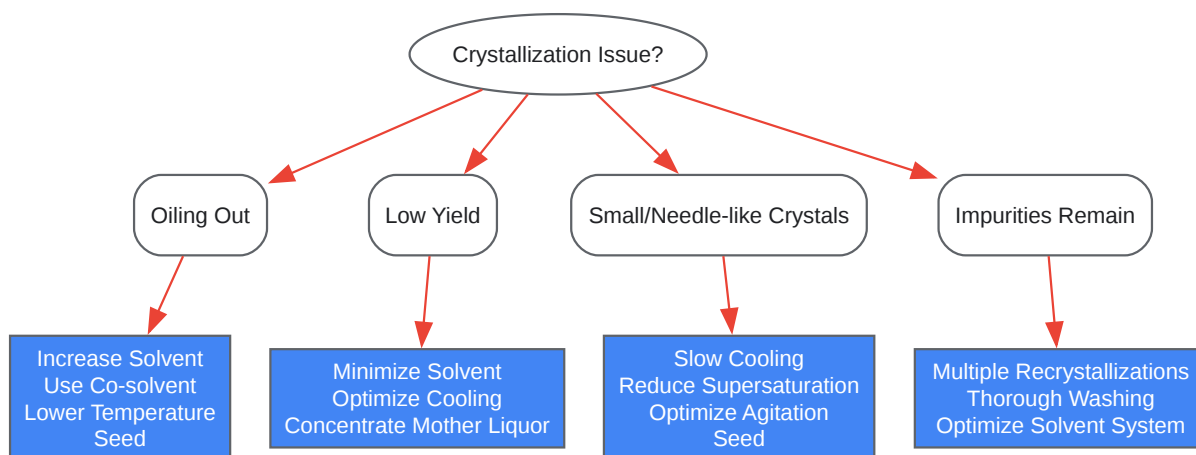 Crystallization Issue?
Oiling Out
Low Yield
Small/Needle-like Crystals
Impurities Remain
Increase Solvent
Use Co-solvent
Lower Temperature
Seed
Minimize Solvent
Optimize Cooling
Concentrate Mother Liquor
Slow Cooling
Reduce Supersaturation
Optimize Agitation
Seed
Multiple Recrystallizations
Thorough Washing
Optimize Solvent System